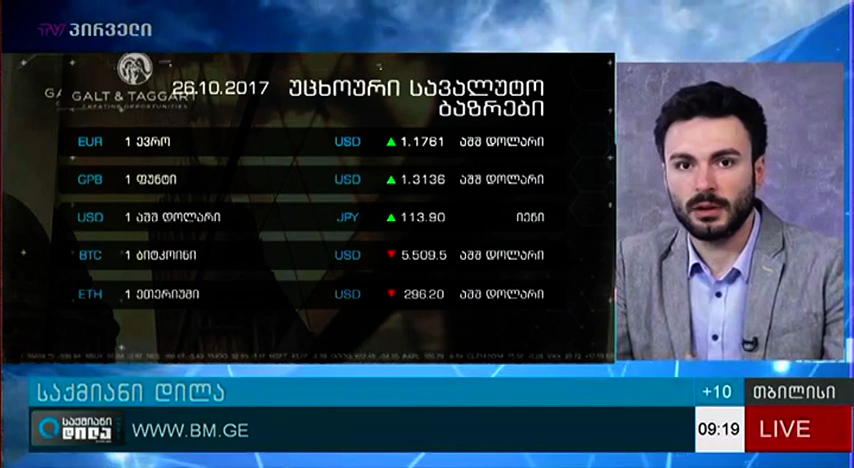 TV ᲞᲘᲠᲕᲔᲚᲘ
GALT & TAGGART
CREATING OPPORTUNITIES
26.10.2017
უცხოური სავალუტო
ბაზრები
EUR 1 ევრო USD ▲ 1.1761 აშშ დოლარი
GPB 1 ფუნტი USD ▲ 1.3136 აშშ დოლარი
USD 1 აშშ დოლარი JPY ▲ 113.90 იენი
BTC 1 ბიტკოინი USD ▼ 5.509.5 აშშ დოლარი
ETH 1 ეთერიუმი USD ▼ 296.20 აშშ დოლარი
საქმიანი დილა +10 თბილისი
საქმიანი
დილა
WWW.BM.GE 09:19 LIVE